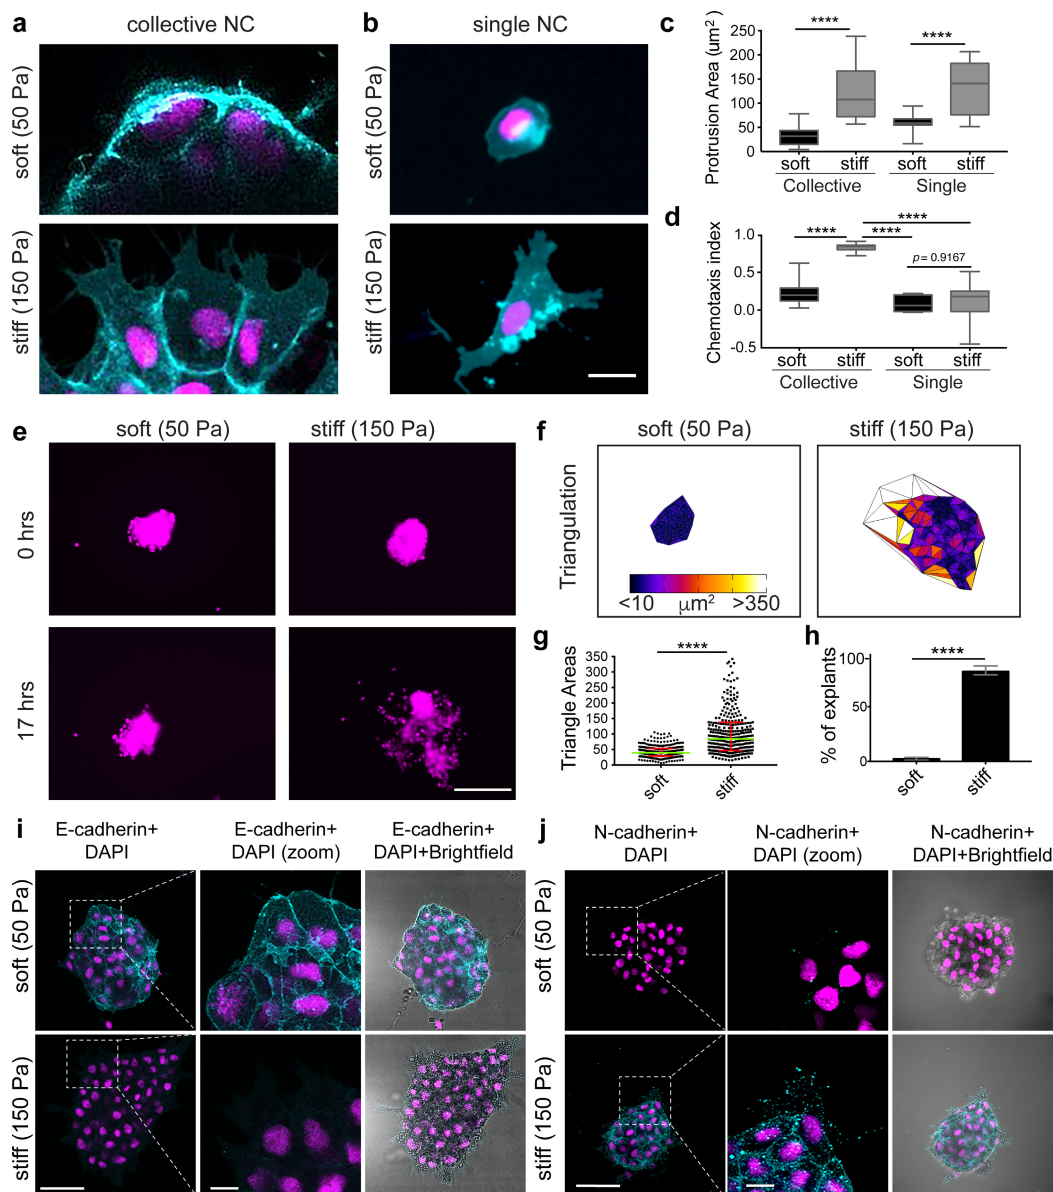 a
collective NC
soft (50 Pa)
stiff (150 Pa)
b
single NC
soft (50 Pa)
stiff (150 Pa)
c
Protrusion Area (um²)
250
200
150
100
50
0
****
****
soft
stiff
soft
stiff
Collective
Single
d
Chemotaxis index
1.0
0.5
0.0
-0.5
****
****
****
p = 0.9167
soft
stiff
soft
stiff
Collective
Single
e
soft (50 Pa)
stiff (150 Pa)
0 hrs
17 hrs
f
soft (50 Pa)
stiff (150 Pa)
Triangulation
<10
μm²
>350
g
Triangle Areas
350
300
250
200
150
100
50
0
****
soft
stiff
h
% of explants
100
50
0
****
soft
stiff
i
E-cadherin+
DAPI
E-cadherin+
DAPI (zoom)
E-cadherin+
DAPI+Brightfield
soft (50 Pa)
stiff (150 Pa)
j
N-cadherin+
DAPI
N-cadherin+
DAPI (zoom)
N-cadherin+
DAPI+Brightfield
soft (50 Pa)
stiff (150 Pa)